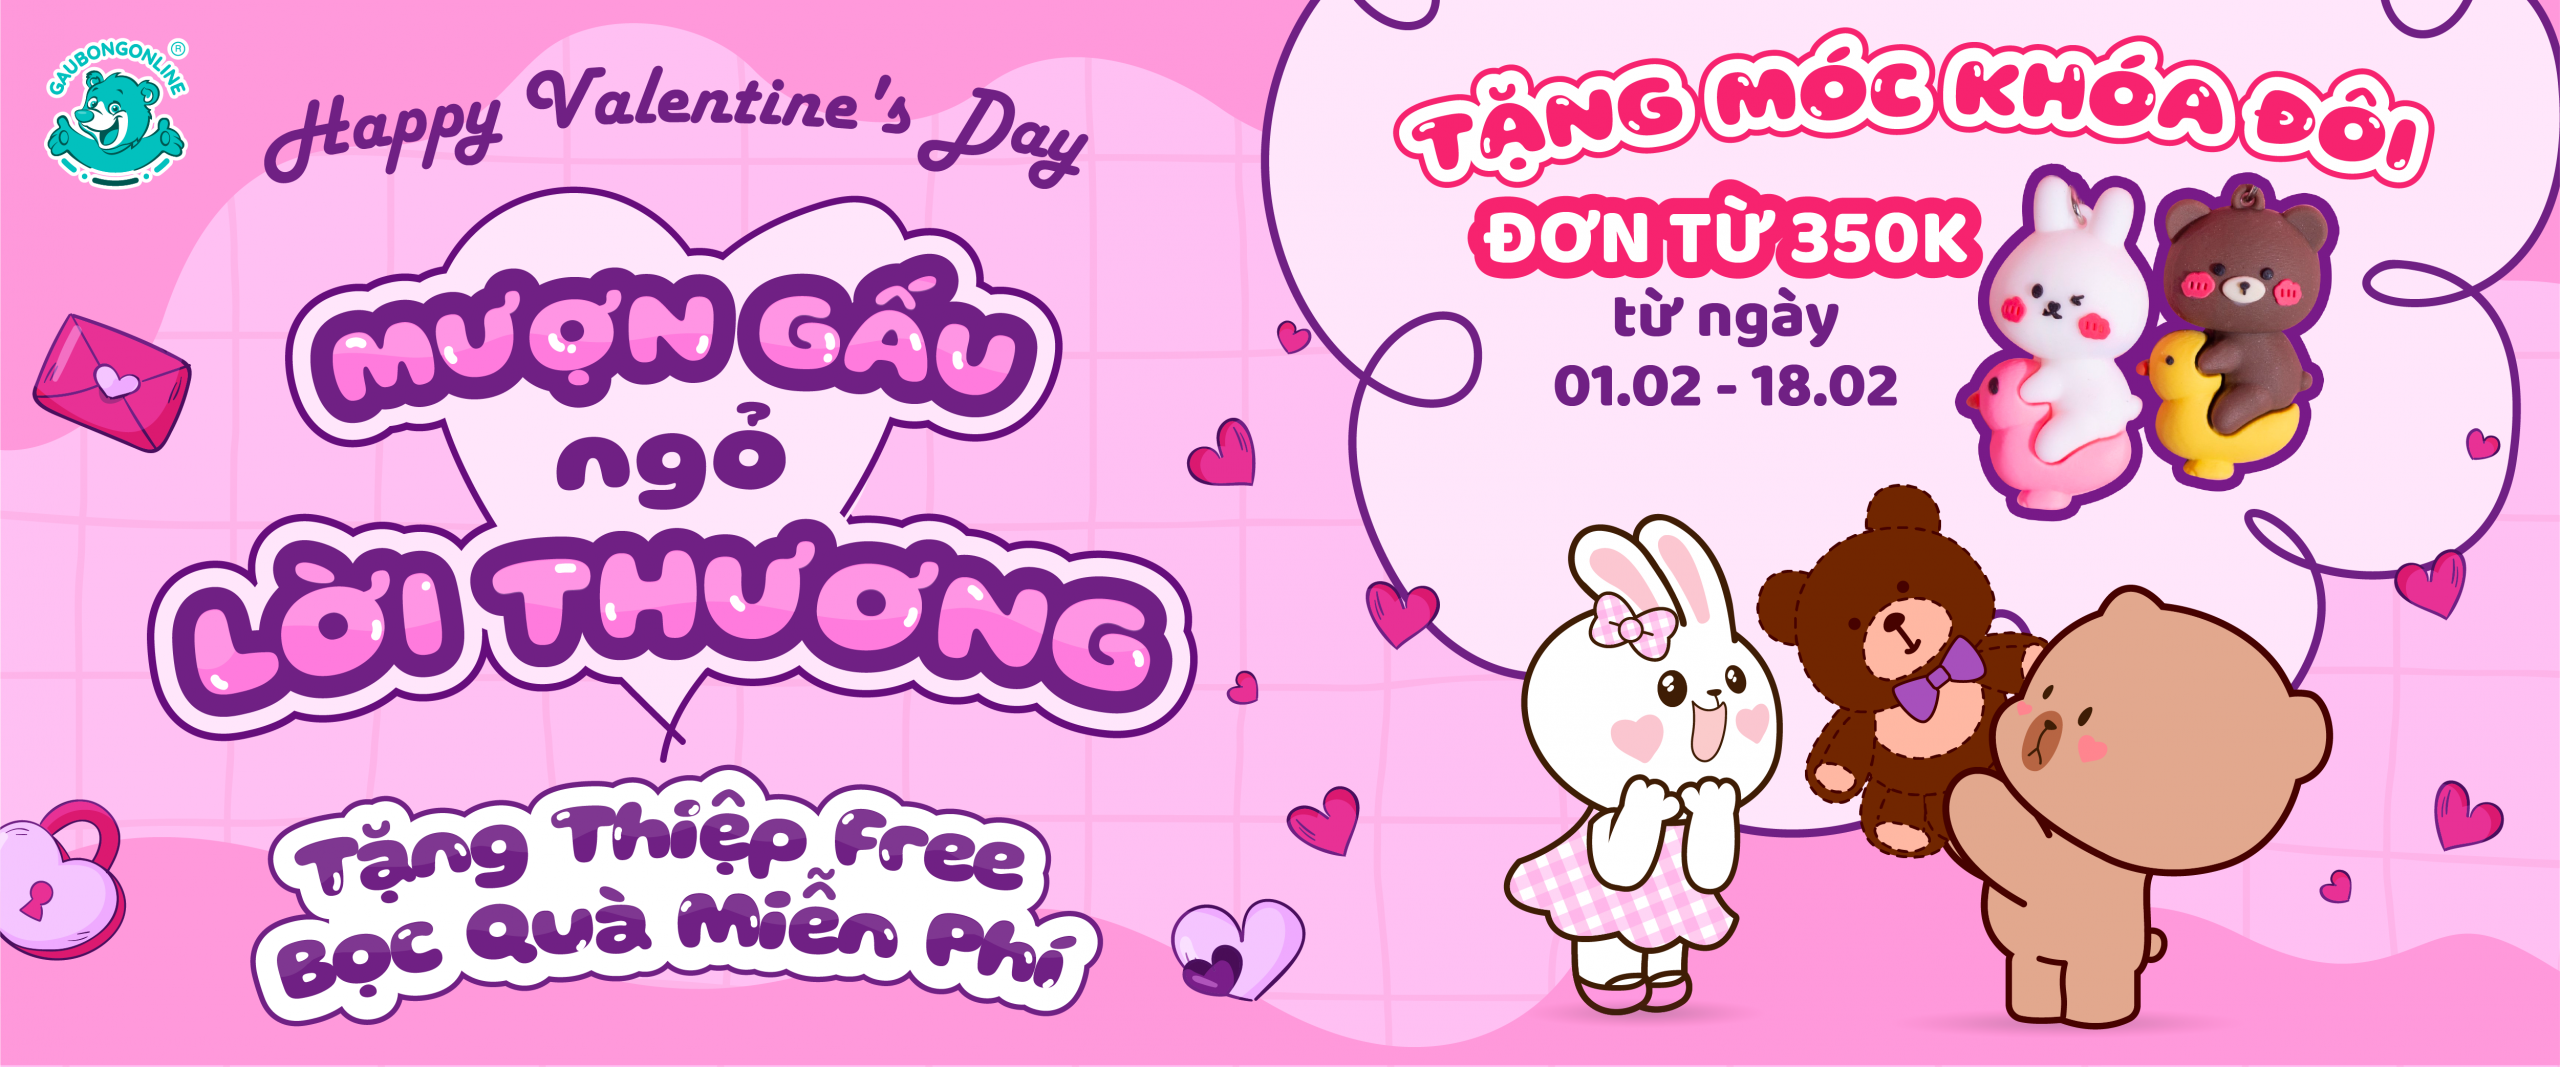 GAUBONGONLINE®
Happy Valentine's Day
MƯỢN GẤU
ngỏ
LỜI THƯƠNG
Tặng Thiệp Free
Bọc Quà Miễn Phí
TẶNG MÓC KHÓA ĐÔI
ĐƠN TỪ 350K
từ ngày
01.02 - 18.02